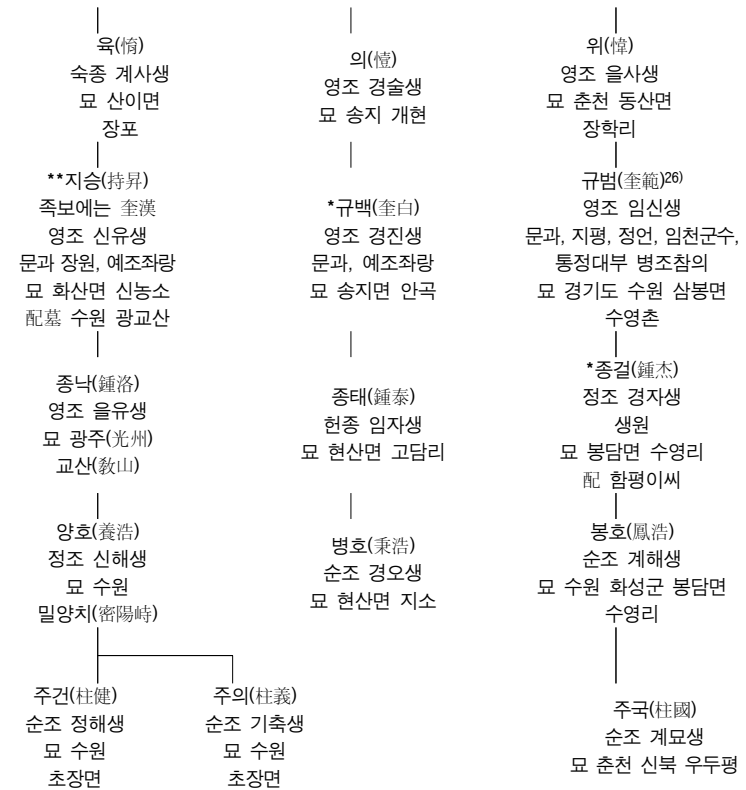 육(惰)
숙종 계사생
묘 산이면
장포
**지승(持昇)
족보에는 奎漢
영조 신유생
문과 장원, 예조좌랑
묘 화산면 신농소
配墓 수원 광교산
종낙(鍾洛)
영조 을유생
묘 광주(光州)
교산(敎山)
양호(養浩)
정조 신해생
묘 수원
밀양치(密陽峙)
주건(柱健)
순조 정해생
묘 수원
초장면
주의(柱義)
순조 기축생
묘 수원
초장면
의(愷)
영조 경술생
묘 송지 개현
*규백(奎白)
영조 경진생
문과, 예조좌랑
묘 송지면 안곡
종태(鍾泰)
헌종 임자생
묘 현산면 고담리
병호(秉浩)
순조 경오생
묘 현산면 지소
위(愇)
영조 을사생
묘 춘천 동산면
장학리
규범(奎範)26)
영조 임신생
문과, 지평, 정언, 임천군수,
통정대부 병조참의
묘 경기도 수원 삼봉면
수영촌
*종걸(鍾杰)
정조 경자생
생원
묘 봉담면 수영리
配 함평이씨
봉호(鳳浩)
순조 계해생
묘 수원 화성군 봉담면
수영리
주국(柱國)
순조 계묘생
묘 춘천 신북 우두평